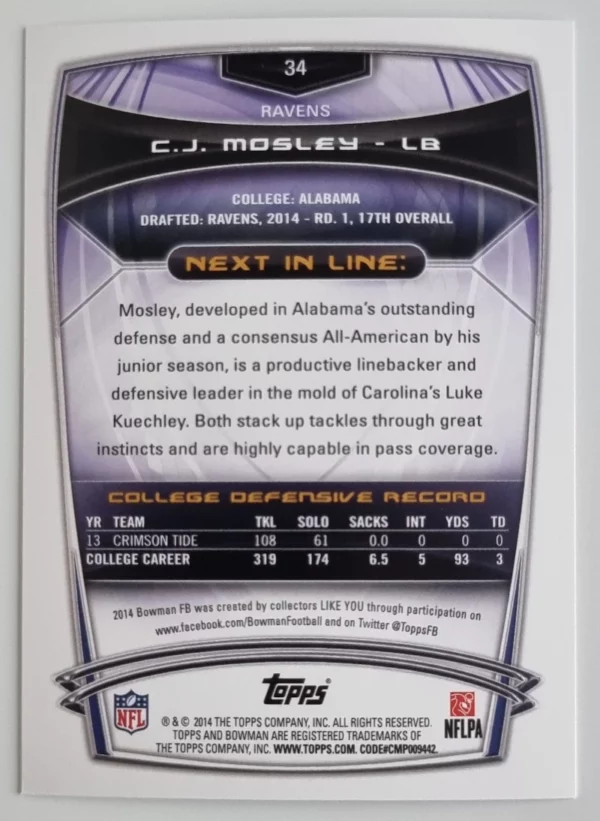 34
RAVENS
C.J. MOSLEY - LB
COLLEGE: ALABAMA
DRAFTED: RAVENS, 2014 - RD. 1, 17TH OVERALL
NEXT IN LINE:
Mosley, developed in Alabama's outstanding
defense and a consensus All-American by his
junior season, is a productive linebacker and
defensive leader in the mold of Carolina's Luke
Kuechley. Both stack up tackles through great
instincts and are highly capable in pass coverage.
COLLEGE DEFENSIVE RECORD
YR TEAM TKL SOLO SACKS INT YDS TD
13 CRIMSON TIDE 108 61 0.0 0 0 0
COLLEGE CAREER 319 174 6.5 5 93 3
2014 Bowman FB was created by collectors LIKE YOU through participation on
www.facebook.com/BowmanFootball and on Twitter @ToppsFB
Topps
NFL
® & © 2014 THE TOPPS COMPANY, INC. ALL RIGHTS RESERVED.
TOPPS AND BOWMAN ARE REGISTERED TRADEMARKS OF
THE TOPPS COMPANY, INC. WWW.TOPPS.COM. CODE#CMP009442.
NFLPA